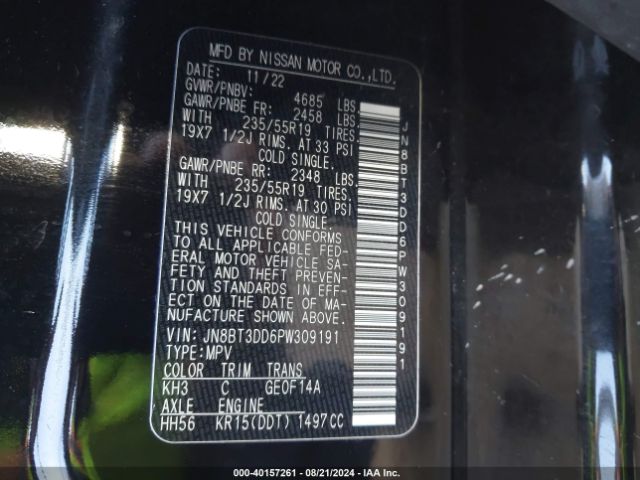 MFD BY NISSAN MOTOR CO.,LTD.
DATE: 11/22
GVWR/PNBV: 4685 LBS.
GAWR/PNBE FR: 2458 LBS.
WITH 235/55R19 TIRES.
19X7 1/2J RIMS. AT 33 PSI
COLD SINGLE.
GAWR/PNBE RR: 2348 LBS.
WITH 235/55R19 TIRES.
19X7 1/2J RIMS. AT 30 PSI
COLD SINGLE.
THIS VEHICLE CONFORMS
TO ALL APPLICABLE FED-
ERAL MOTOR VEHICLE SA-
FETY AND THEFT PREVEN-
TION STANDARDS IN EFF-
ECT ON THE DATE OF MA-
NUFACTURE SHOWN ABOVE.
VIN: JN8BT3DD6PW309191
TYPE:MPV
COLOR TRIM TRANS
KH3 C GE0F14A
AXLE ENGINE
HH56 KR15(DDT) 1497CC
JN8BT3DD6PW309191
000-40157261 - 08/21/2024 - IAA Inc.